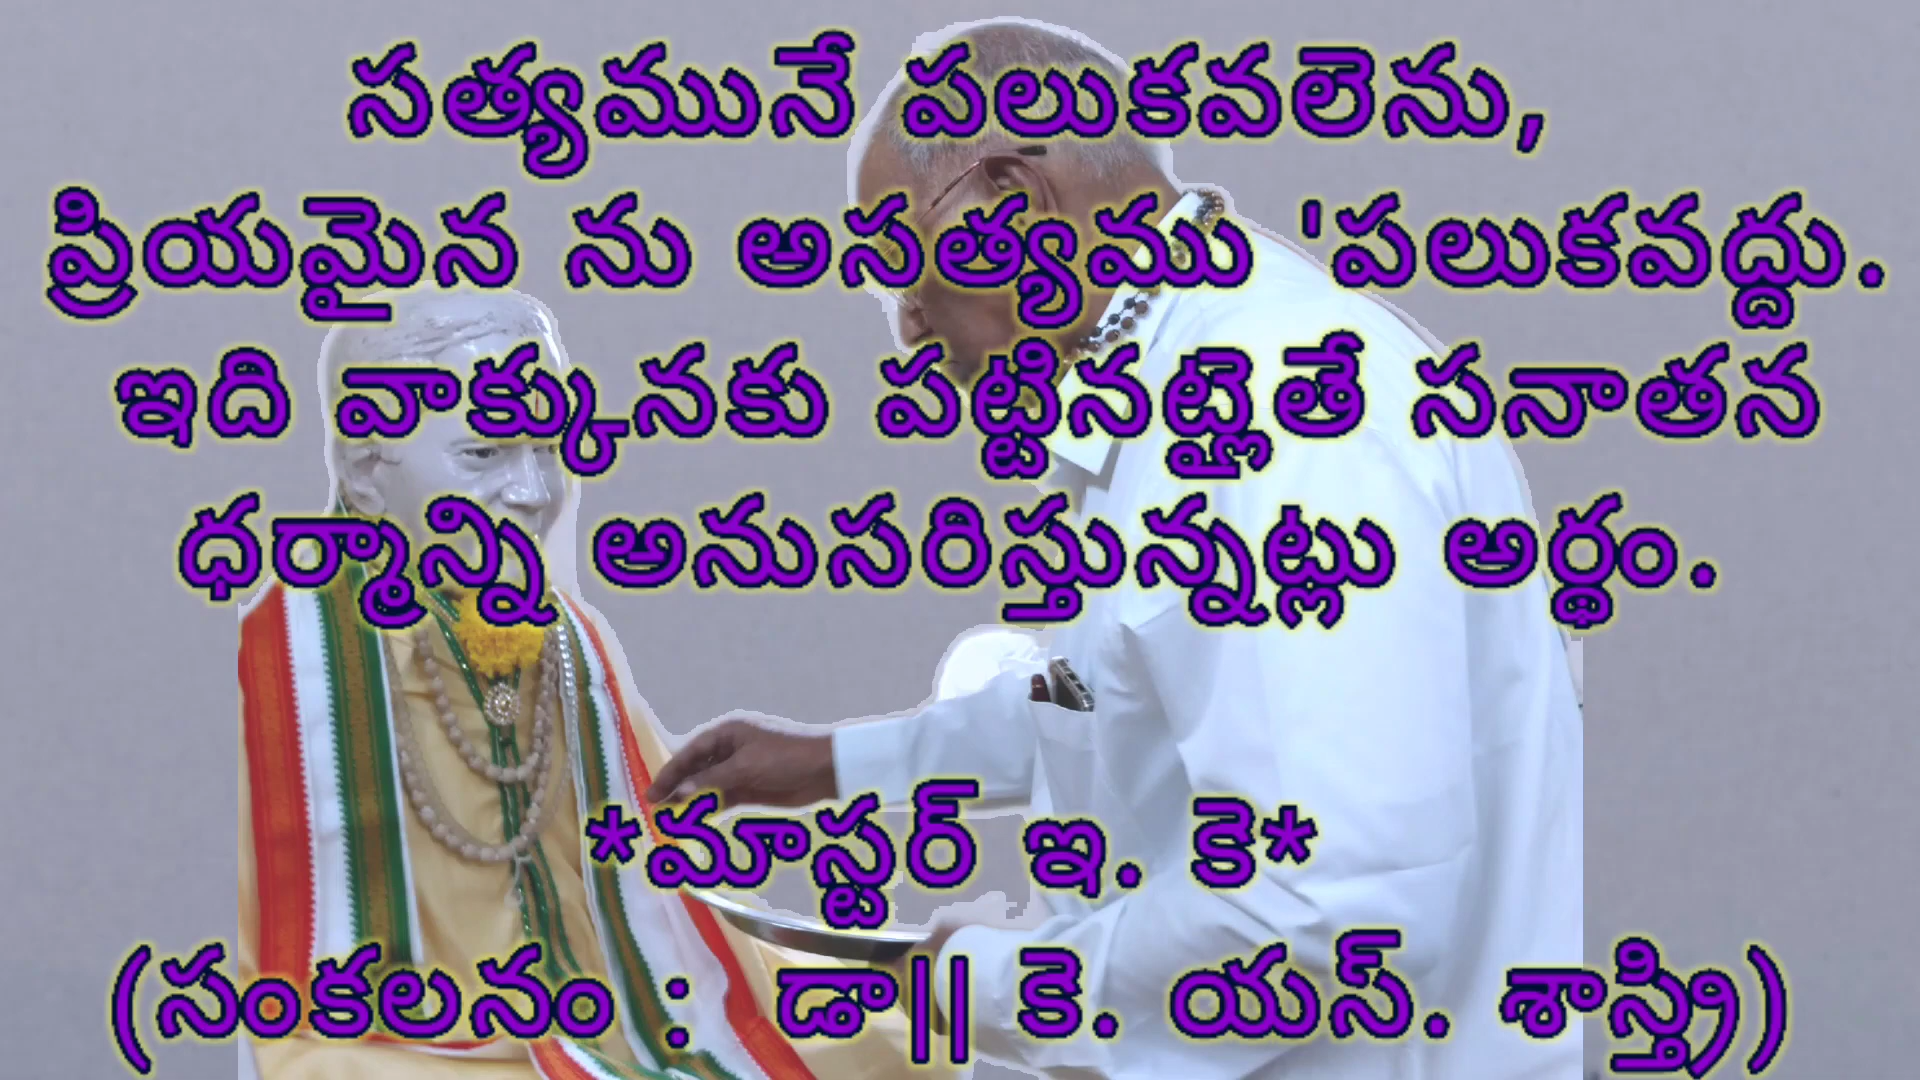 సత్యమునే పలుకవలెను,
ప్రియమైన ను అసత్యము 'పలుకవద్దు.
ఇది వాక్కునకు పట్టినట్లైతే సనాతన
ధర్మాన్ని అనుసరిస్తున్నట్లు అర్థం.
*మాస్టర్ ఇ. కె*
(సంకలనం : డా|| కె. యస్. శాస్త్రి)